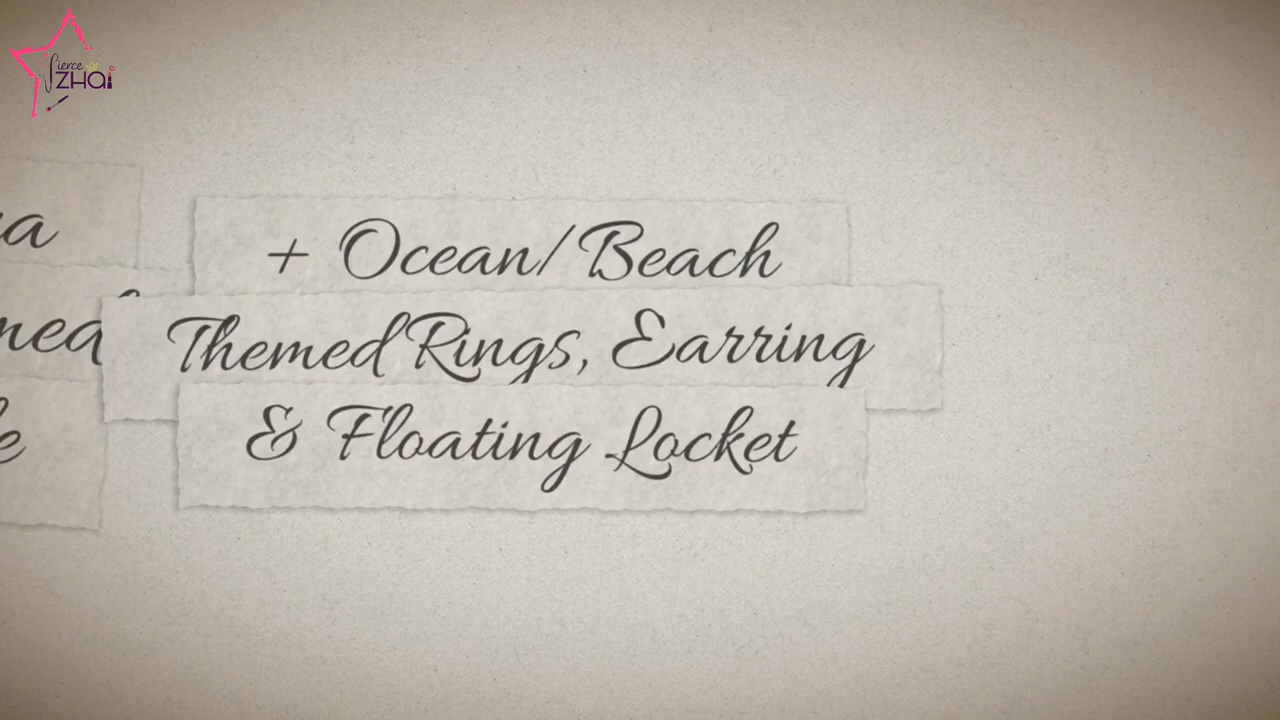 Fierce
ZHAI
+ Ocean/Beach
Themed Rings, Earring
& Floating Locket